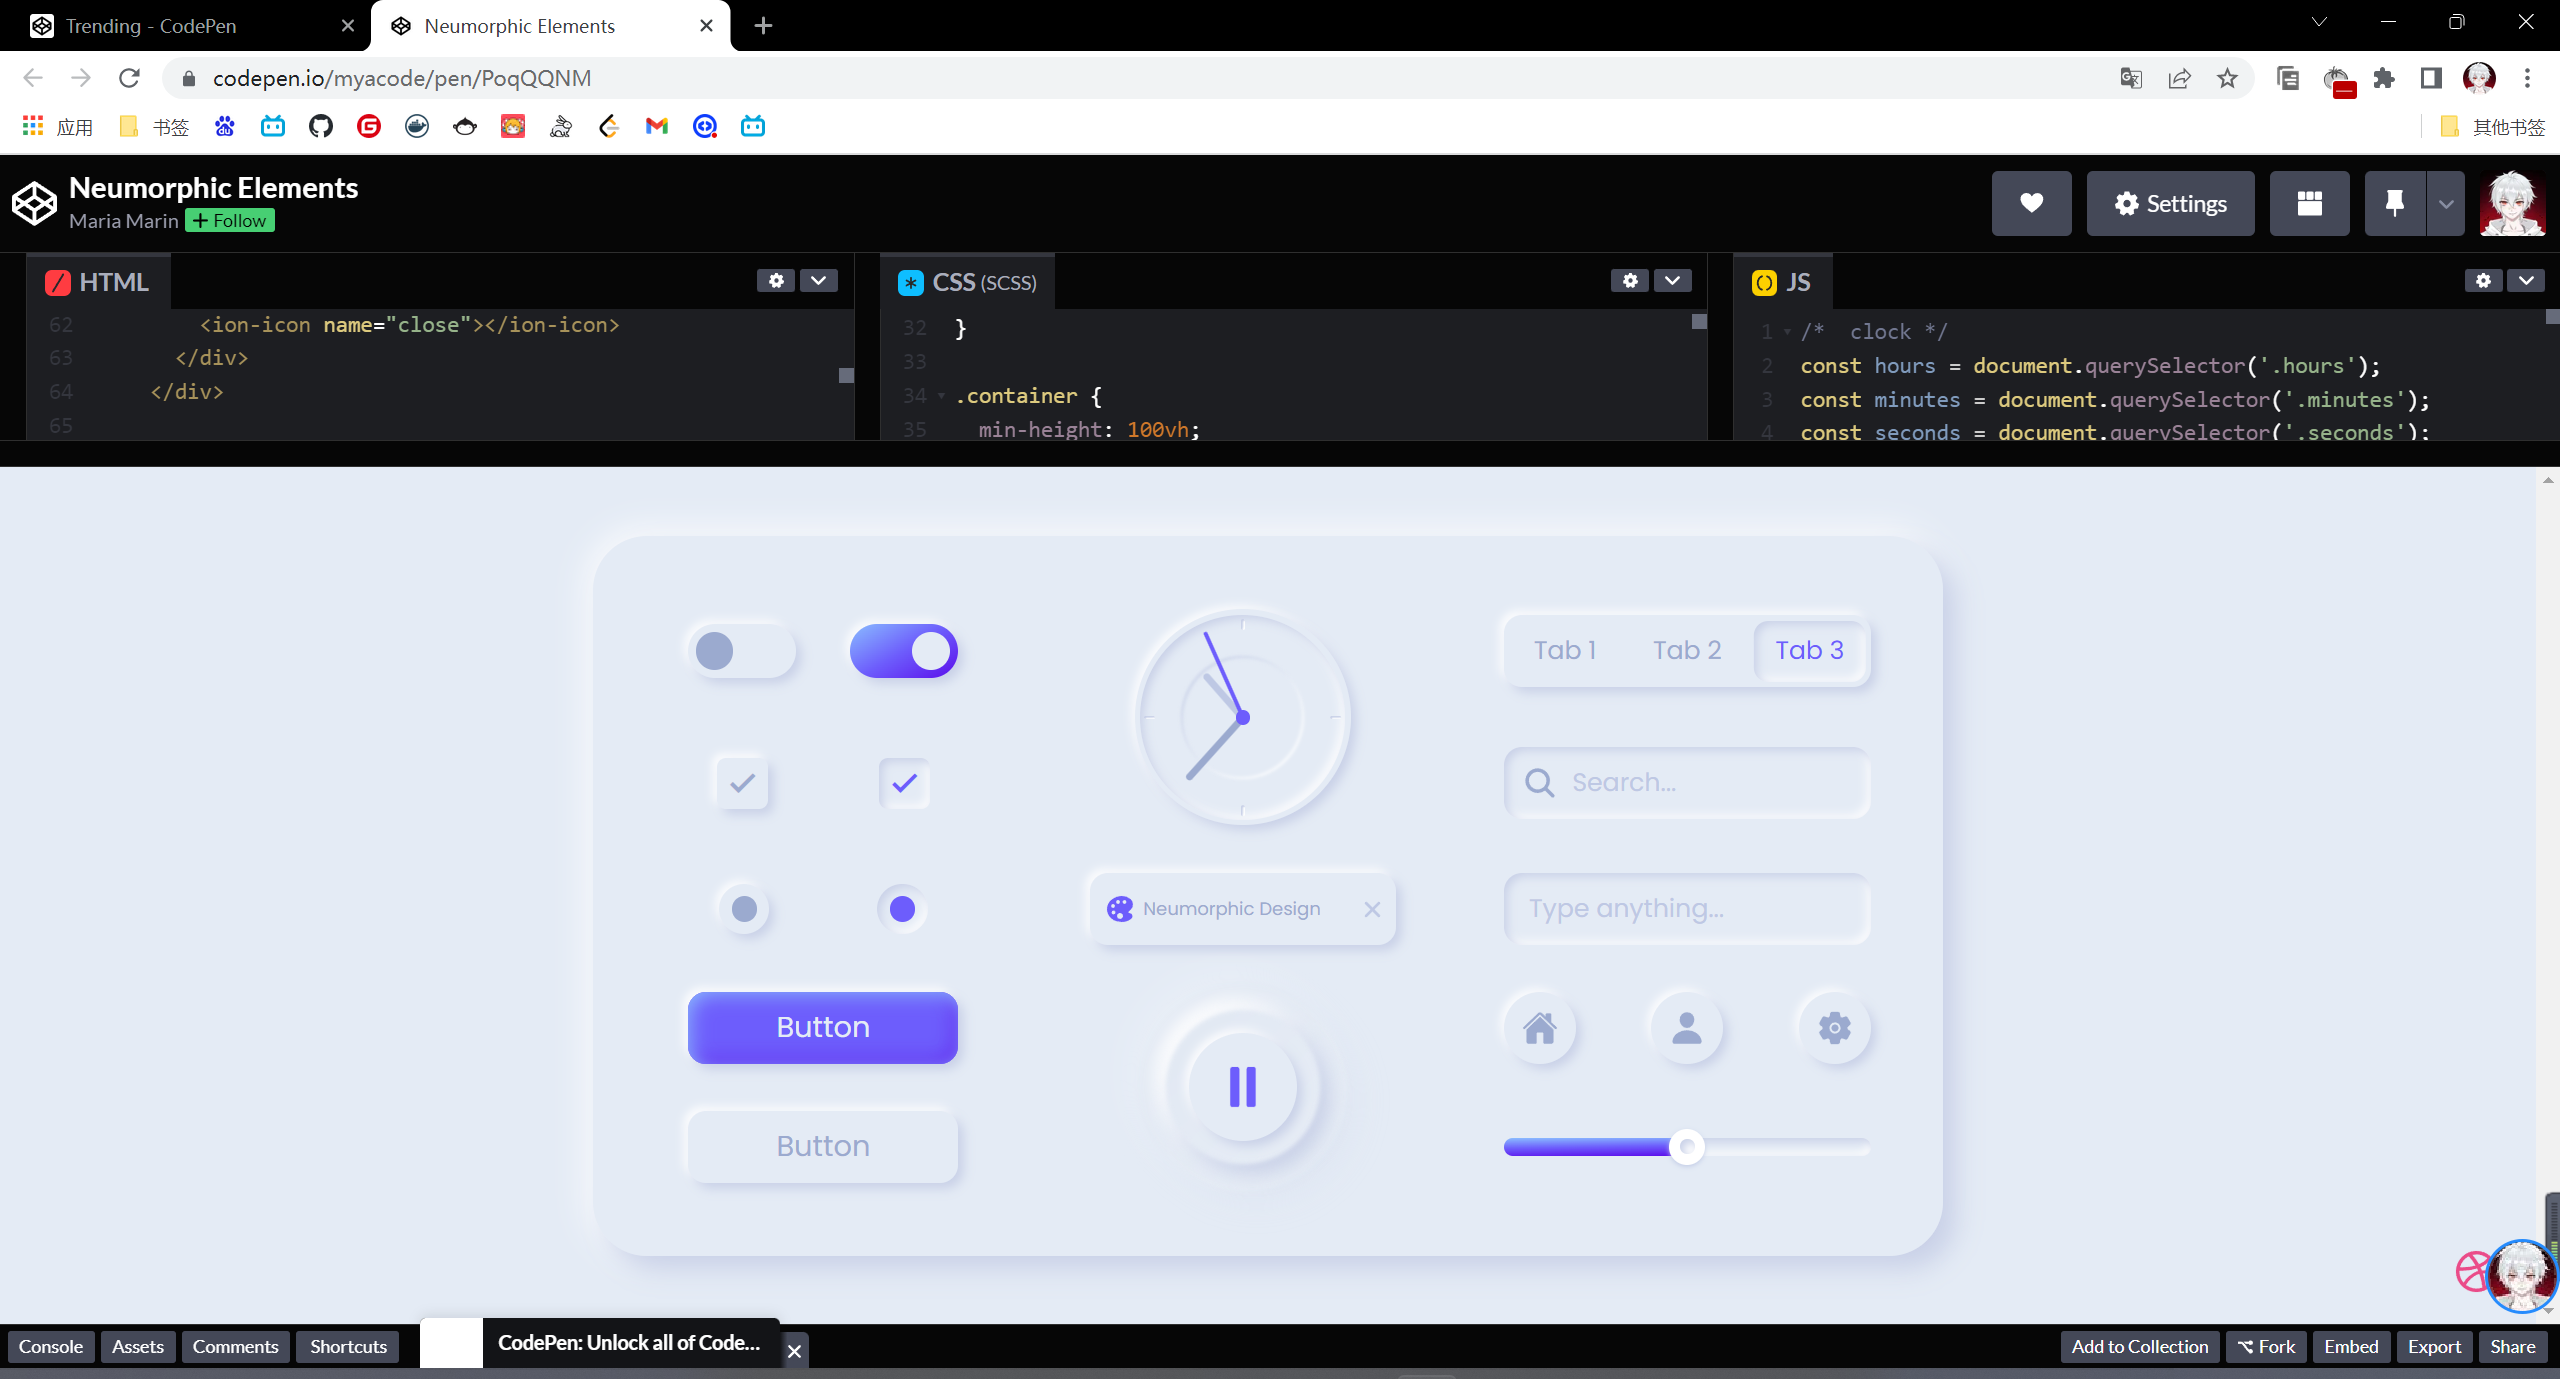 Trending - CodePen
Neumorphic Elements
codepen.io/myacode/pen/PoqQQNM
应用
书签
其他书签
Neumorphic Elements
Maria Marin
+ Follow
Settings
HTML
62 <ion-icon name="close"></ion-icon>
63 </div>
64 </div>
65
CSS (SCSS)
32 }
33
34 .container {
35 min-height: 100vh;
JS
1 /*  clock */
2 const hours = document.querySelector('.hours');
3 const minutes = document.querySelector('.minutes');
4 const seconds = document.querySelector('.seconds');
Tab 1
Tab 2
Tab 3
Search...
Neumorphic Design
Type anything...
Button
Button
Console
Assets
Comments
Shortcuts
CodePen: Unlock all of Code...
Add to Collection
Fork
Embed
Export
Share